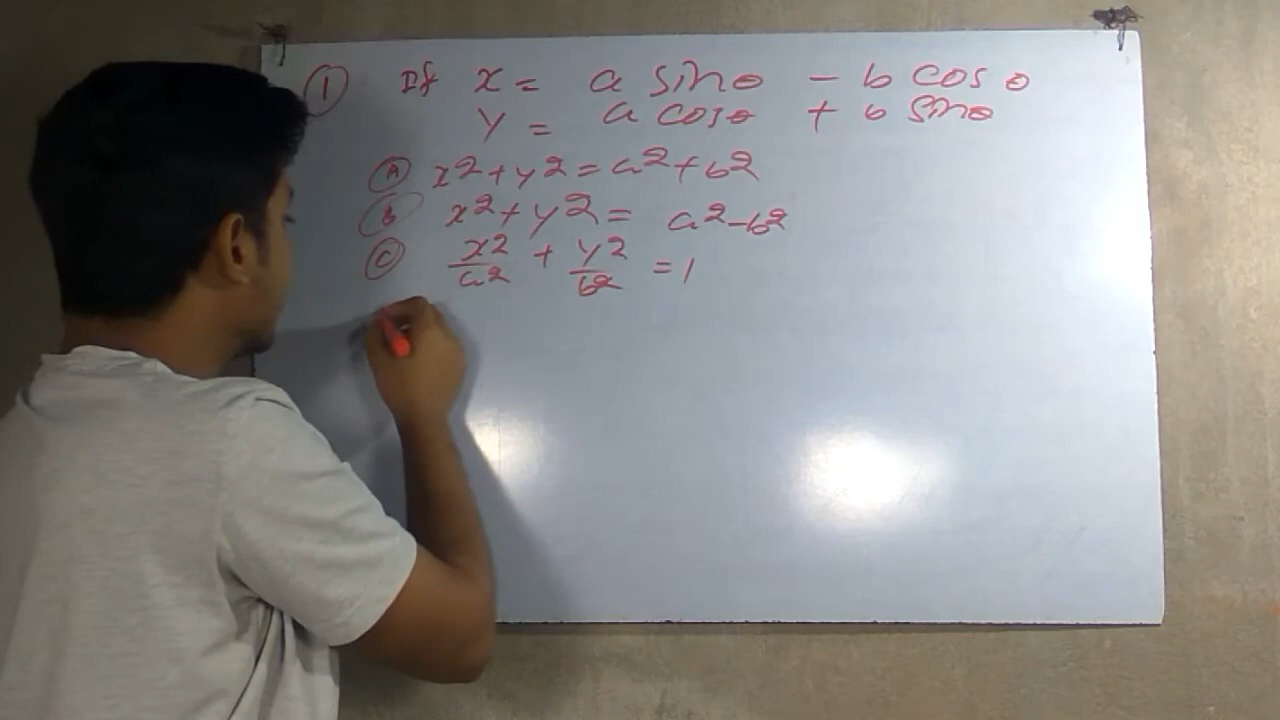 ① If x = a sinθ - b cosθ
y = a cosθ + b sinθ
Ⓐ x2 + y2 = a2 + b2
Ⓑ x2 + y2 = a2 - b2
Ⓒ x2/a2 + y2/b2 = 1